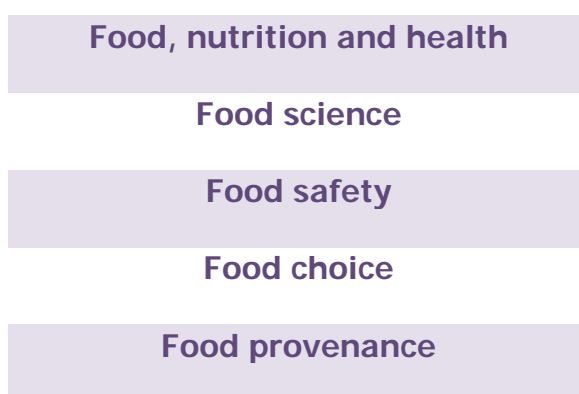 Food, nutrition and health
Food science
Food safety
Food choice
Food provenance